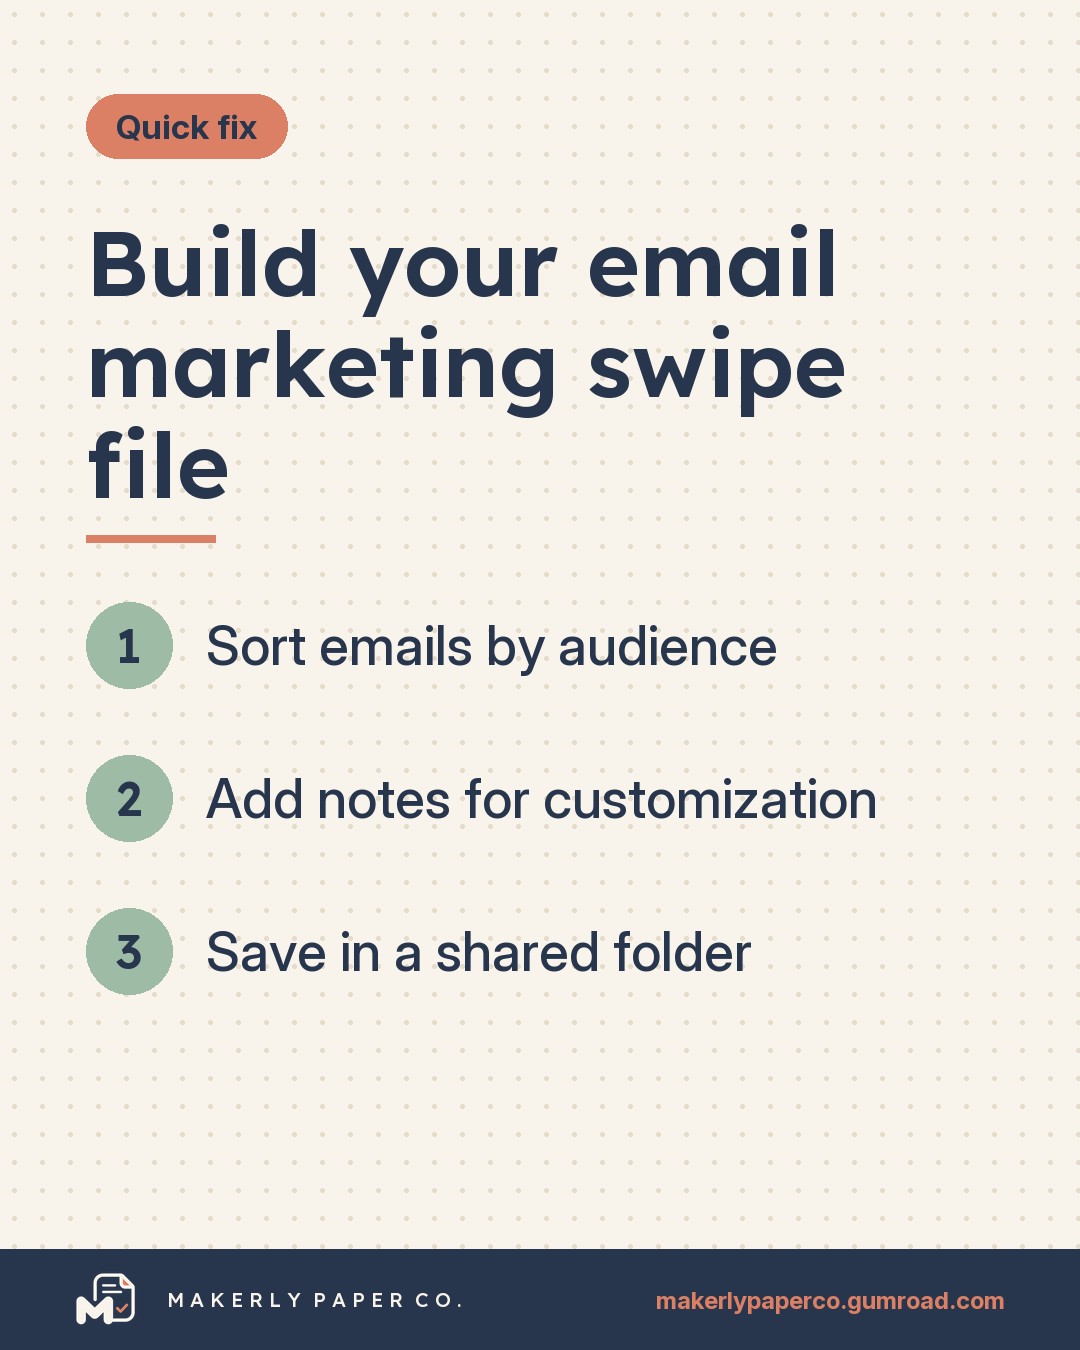 Quick fix
Build your email
marketing swipe
file
1 Sort emails by audience
2 Add notes for customization
3 Save in a shared folder
MAKERLY PAPER CO.
makerlypaperco.gumroad.com